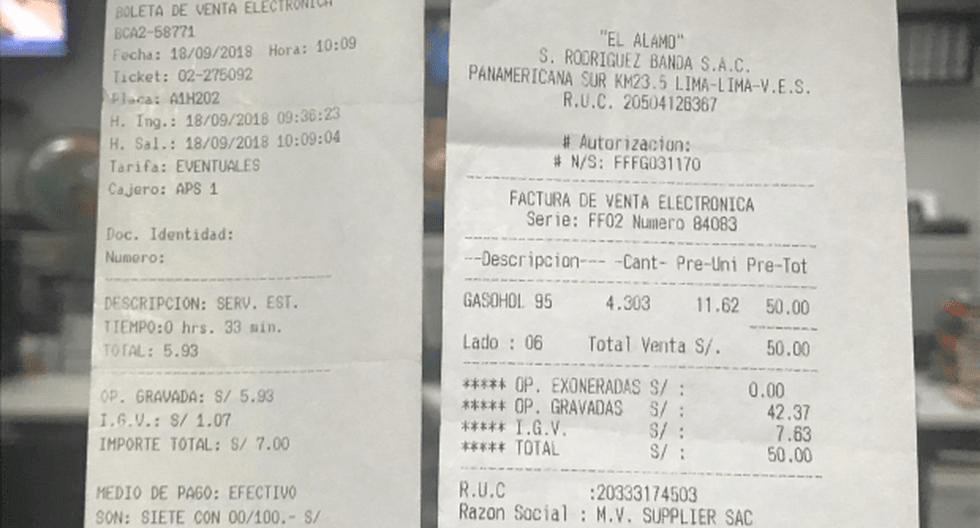 BOLETA DE VENTA ELECTRONICA
BCA2-58771
Fecha: 18/09/2018 Hora: 10:09
Ticket: 02-275092
Placa: A1H202
H. Ing.: 18/09/2018 09:36:23
H. Sal.: 18/09/2018 10:09:04
Tarifa: EVENTUALES
Cajero: APS 1
Doc. Identidad:
Numero:
DESCRIPCION: SERV. EST.
TIEMPO:0 hrs. 33 min.
TOTAL: 5.93
OP. GRAVADA: S/ 5.93
I.G.V.: S/ 1.07
IMPORTE TOTAL: S/ 7.00
MEDIO DE PAGO: EFECTIVO
SON: SIETE CON 00/100.- S/
"EL ALAMO"
S. RODRIGUEZ BANDA S.A.C.
PANAMERICANA SUR KM23.5 LIMA-LIMA-V.E.S.
R.U.C. 20504126367
# Autorizacion:
# N/S: FFFG031170
FACTURA DE VENTA ELECTRONICA
Serie: FF02 Numero 84083
---Descripcion--- -Cant- Pre-Uni Pre-Tot
GASOHOL 95 4.303 11.62 50.00
Lado : 06 Total Venta S/. 50.00
***** OP. EXONERADAS S/ : 0.00
***** OP. GRAVADAS S/ : 42.37
***** I.G.V. S/ : 7.63
***** TOTAL S/ : 50.00
R.U.C :20333174503
Razon Social : M.V. SUPPLIER SAC